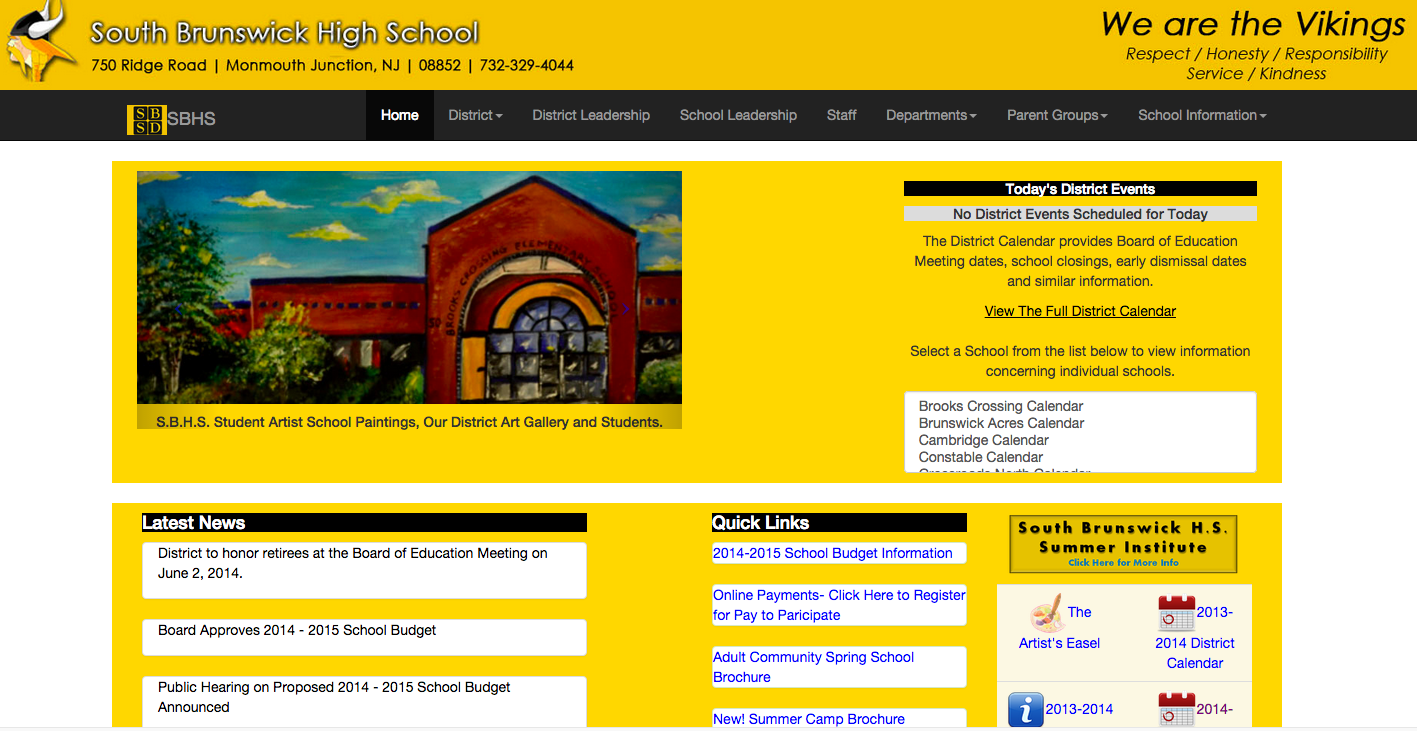 South Brunswick High School
750 Ridge Road | Monmouth Junction, NJ | 08852 | 732-329-4044
We are the Vikings
Respect / Honesty / Responsibility
Service / Kindness
SB
SD
SBHS
Home
District
District Leadership
School Leadership
Staff
Departments
Parent Groups
School Information
BROOKS CROSSING ELEMENTARY
S.B.H.S. Student Artist School Paintings, Our District Art Gallery and Students.
Today's District Events
No District Events Scheduled for Today
The District Calendar provides Board of Education
Meeting dates, school closings, early dismissal dates
and similar information.
View The Full District Calendar
Select a School from the list below to view information
concerning individual schools.
Brooks Crossing Calendar
Brunswick Acres Calendar
Cambridge Calendar
Constable Calendar
Crossroads North Calendar
Latest News
District to honor retirees at the Board of Education Meeting on
June 2, 2014.
Board Approves 2014 - 2015 School Budget
Public Hearing on Proposed 2014 - 2015 School Budget
Announced
Quick Links
2014-2015 School Budget Information
Online Payments- Click Here to Register
for Pay to Paricipate
Adult Community Spring School
Brochure
New! Summer Camp Brochure
South Brunswick H.S.
Summer Institute
Click Here for More Info
The
Artist's Easel
2013-
2014 District
Calendar
2013-2014
2014-